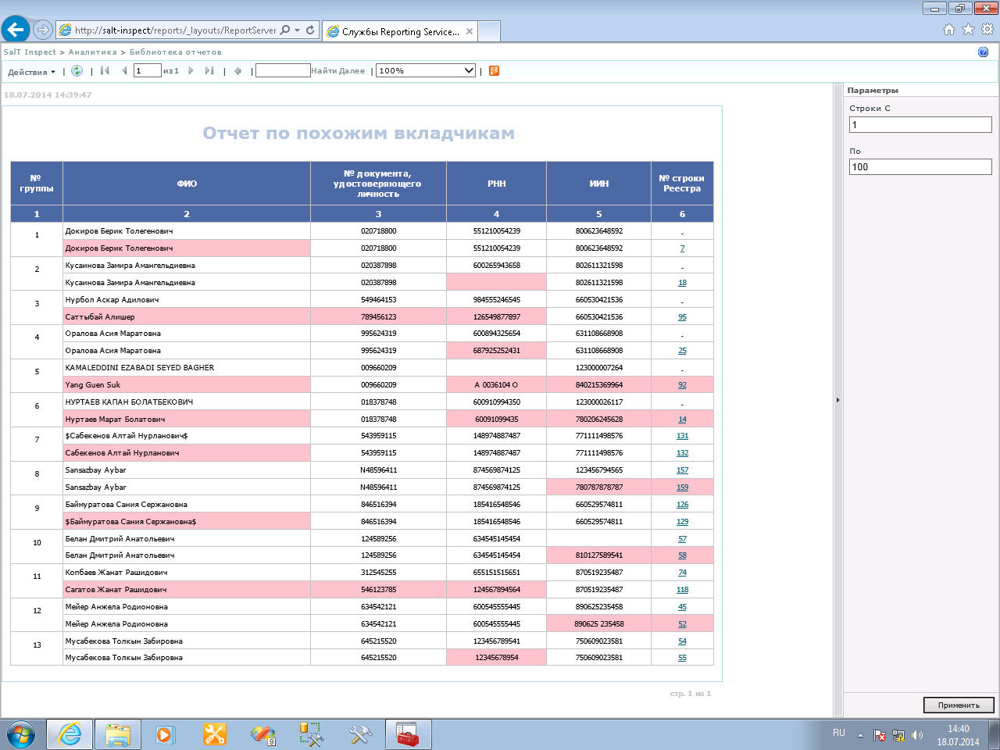 http://salt-inspect/reports/_layouts/ReportServer
Службы Reporting Service...
SalT Inspect > Аналитика > Библиотека отчетов
Действия | | 1 из 1 | | Найти Далее | 100% |
18.07.2014 14:39:47
Отчет по похожим вкладчикам
№ группы ФИО № документа, удостоверяющего личность РНН ИИН № строки Реестра
1 2 3 4 5 6
1 Докиров Берик Толегенович 020718800 551210054239 800623648592 -
Докиров Берик Толегенович 020718800 551210054239 800623648592 7
2 Кусаинова Замира Амангельдиевна 020387898 600265943658 802611321598 -
Кусаинова Замира Амангельдиевна 020387898 802611321598 18
3 Нурбол Аскар Адилович 549464153 984555246545 660530421536 -
Саттыбай Алишер 789456123 126549877897 660530421536 95
4 Оралова Асия Маратовна 995624319 600894325654 631108668908 -
Оралова Асия Маратовна 995624319 687925252431 631108668908 25
5 KAMALEDDINI EZABADI SEYED BAGHER 009660209 123000007264 -
Yang Guen Suk 009660209 А 0036104 О 840215369964 92
6 НУРТАЕВ КАПАН БОЛАТБЕКОВИЧ 018378748 600910994350 123000026117 -
Нуртаев Марат Болатович 018378748 60091099435 780206245628 14
7 $Сабекенов Алтай Нурланович$ 543959115 148974887487 771111498576 131
Сабекенов Алтай Нурланович 543959115 148974887487 771111498576 132
8 Sansazbay Aybar N48596411 874569874125 123456794565 157
Sansazbay Aybar N48596411 874569874125 780787878787 159
9 Баймуратова Сания Сержановна 846516394 185416548546 660529574811 126
$Баймуратова Сания Сержановна$ 846516394 185416548546 660529574811 129
10 Белан Дмитрий Анатольевич 124589256 634545145454 57
Белан Дмитрий Анатольевич 124589256 634545145454 810127589541 58
11 Копбаев Жанат Рашидович 312545255 655151515651 870519235487 74
Сагатов Жанат Рашидович 546123785 124567894564 870519235487 118
12 Мейер Анжела Родионовна 634542121 600545555445 890625235458 45
Мейер Анжела Родионовна 634542121 600545555445 890625 235458 52
13 Мусабекова Толкын Забировна 645215520 123456789541 750609023581 54
Мусабекова Толкын Забировна 645215520 12345678954 750609023581 55
стр. 1 из 1
Параметры
Строки С
1
По
100
Применить
RU
14:40
18.07.2014